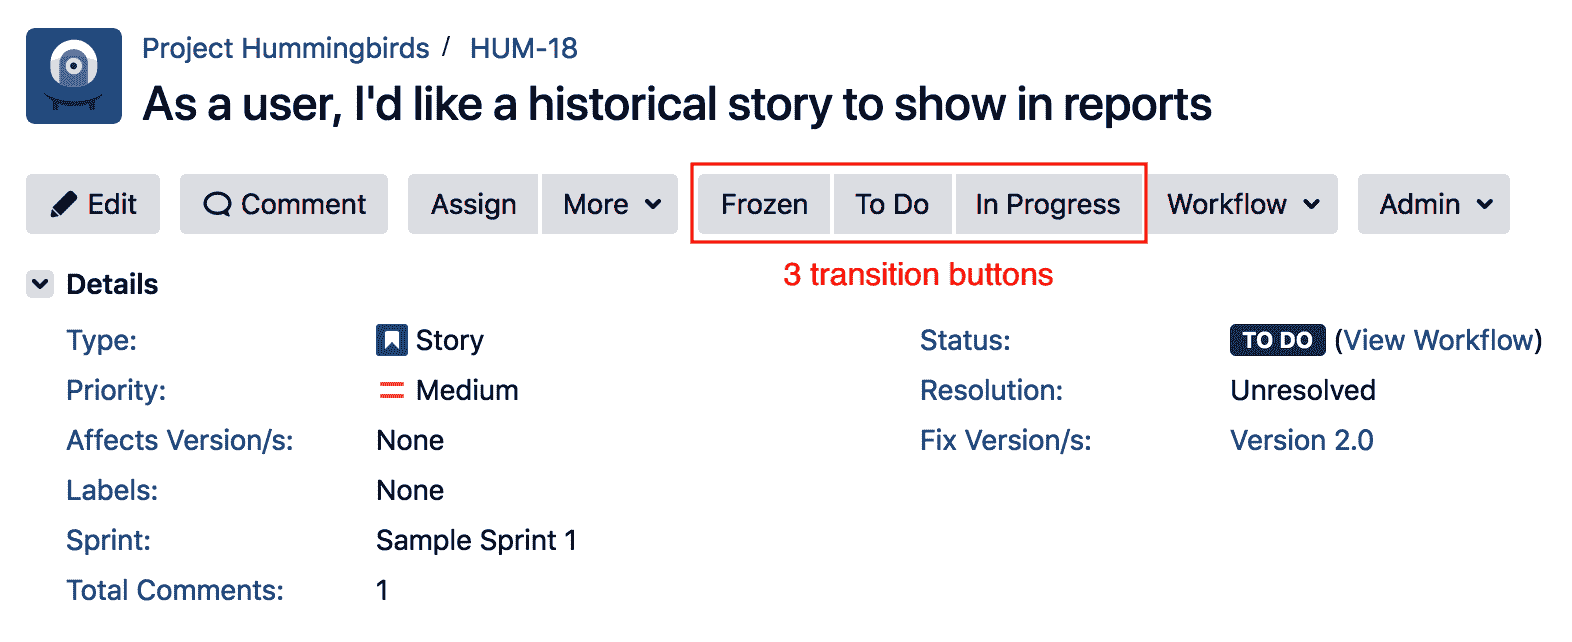 Project Hummingbirds / HUM-18
As a user, I'd like a historical story to show in reports
Edit Comment Assign More Frozen To Do In Progress Workflow Admin
3 transition buttons
Details
Type: Story Status: TO DO (View Workflow)
Priority: Medium Resolution: Unresolved
Affects Version/s: None Fix Version/s: Version 2.0
Labels: None
Sprint: Sample Sprint 1
Total Comments: 1